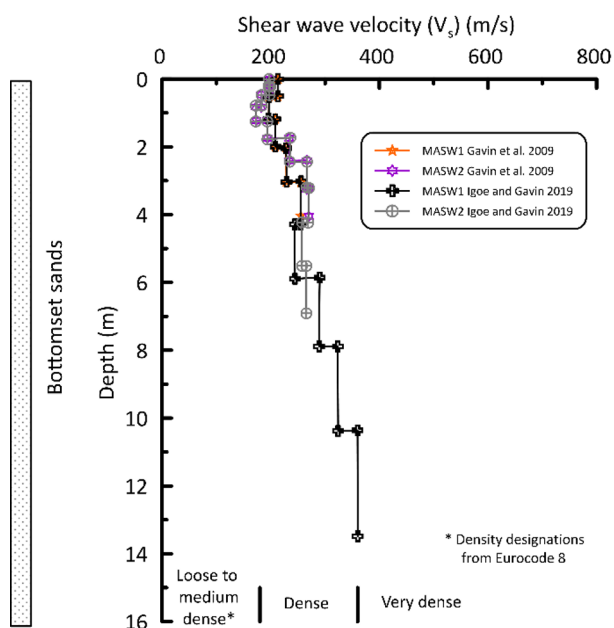 Shear wave velocity (Vs) (m/s)
0 200 400 600 800
0
2
4
6
8
10
12
14
16
Depth (m)
Bottomset sands
MASW1 Gavin et al. 2009
MASW2 Gavin et al. 2009
MASW1 Igoe and Gavin 2019
MASW2 Igoe and Gavin 2019
* Density designations
from Eurocode 8
Loose to
medium
dense*
Dense
Very dense